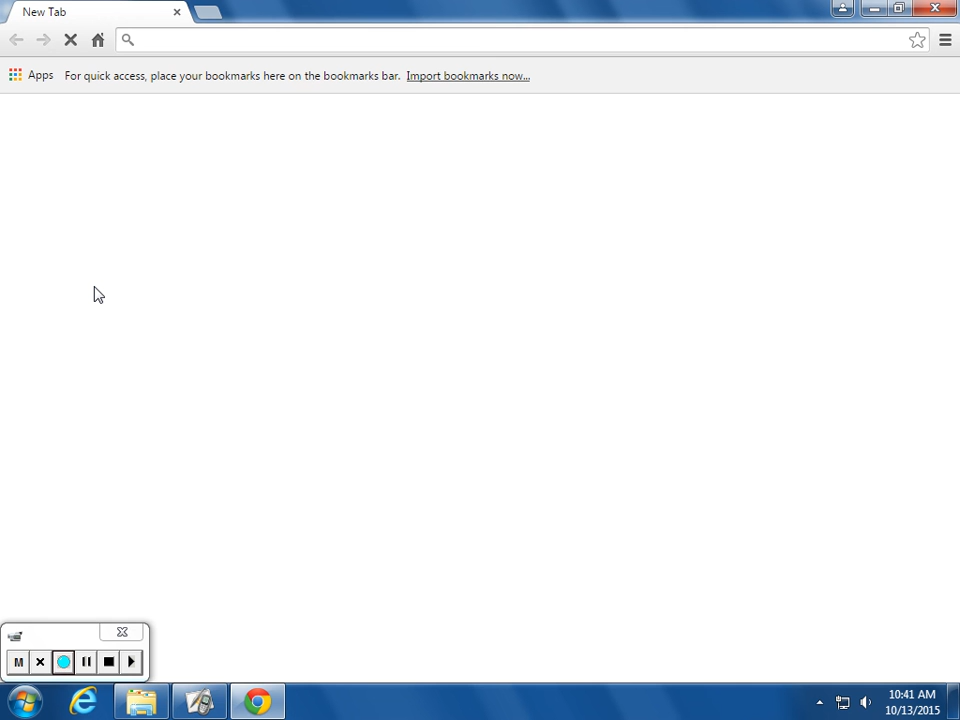 New Tab
Apps For quick access, place your bookmarks here on the bookmarks bar. Import bookmarks now...
M
10:41 AM
10/13/2015